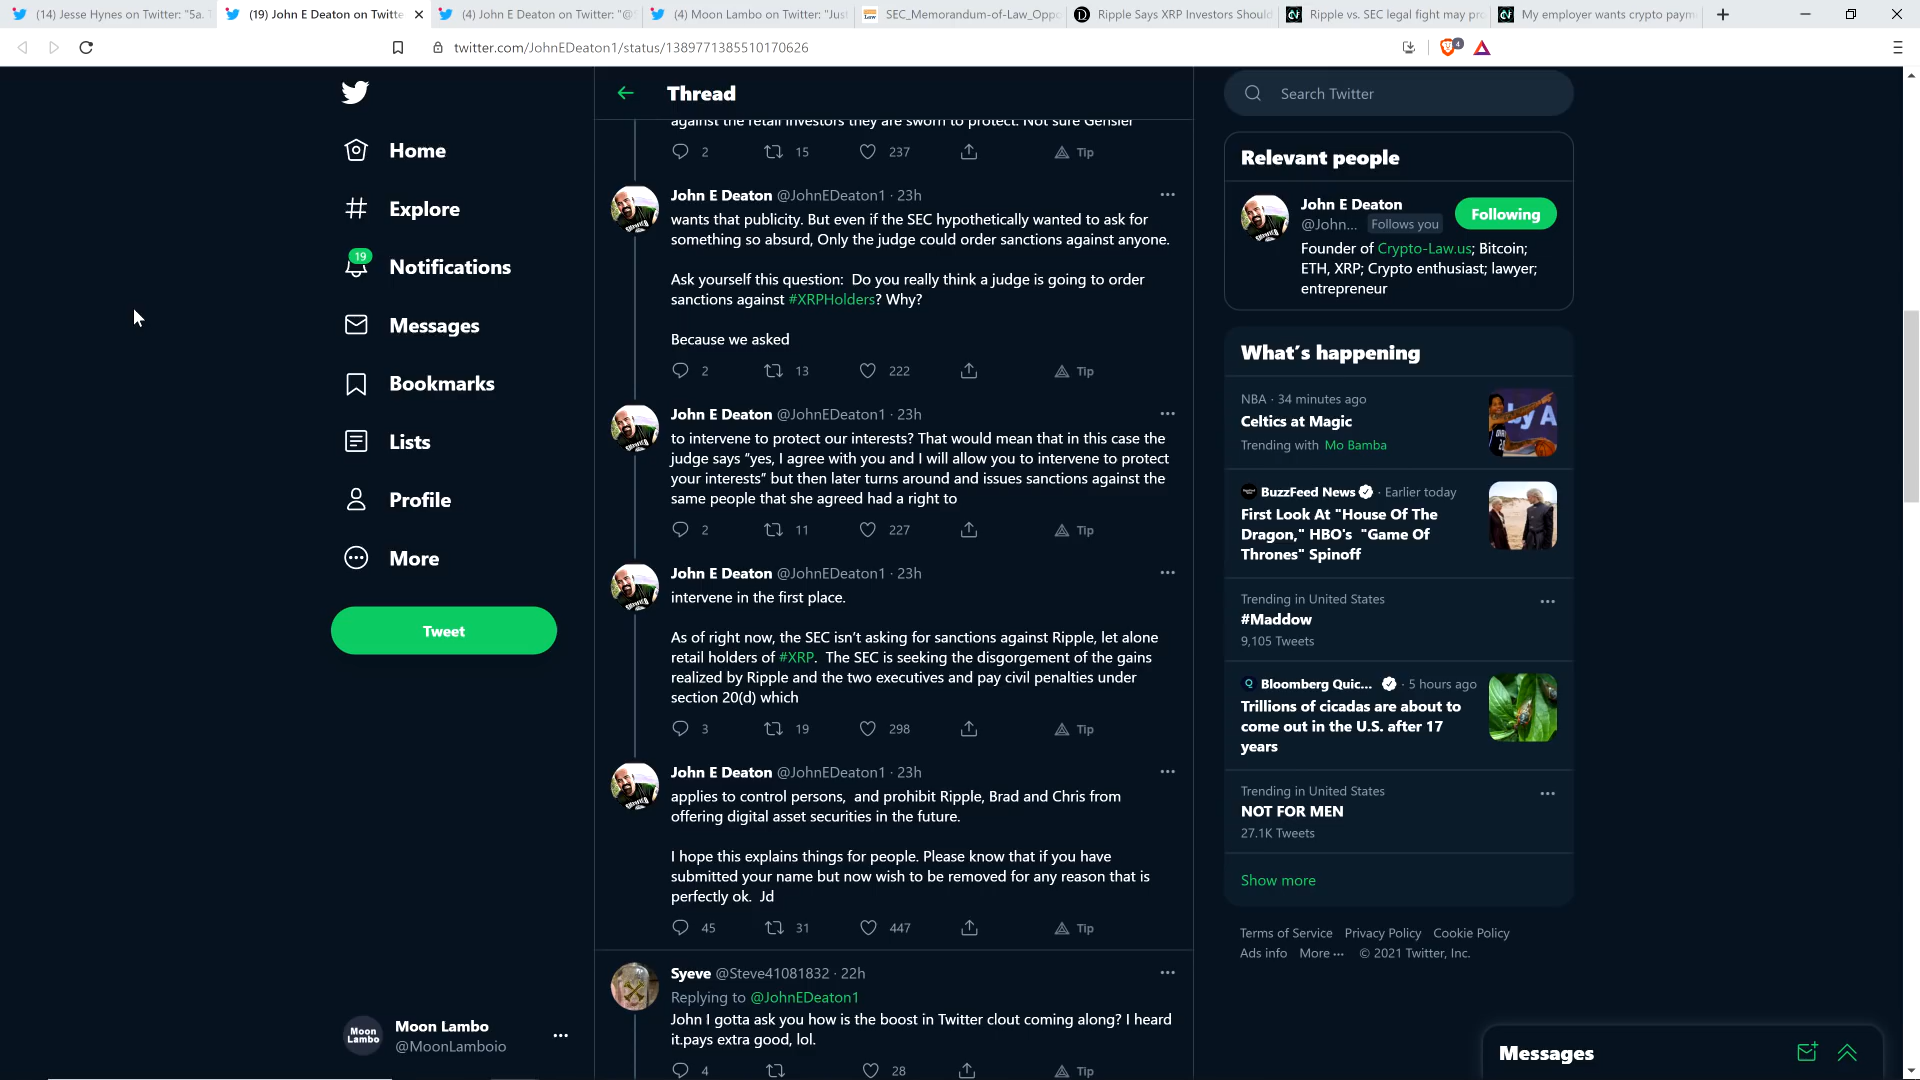 (14) Jesse Hynes on Twitter: "5a. T
(19) John E Deaton on Twitte
(4) John E Deaton on Twitter: "@
(4) Moon Lambo on Twitter: "Just
SEC_Memorandum-of-Law_Oppo
Ripple Says XRP Investors Should
Ripple vs. SEC legal fight may pro
My employer wants crypto paym
twitter.com/JohnEDeaton1/status/1389771385510170626
4
Home
Explore
19
Notifications
Messages
Bookmarks
Lists
Profile
More
Tweet
Moon Lambo
Moon Lambo
@MoonLamboio
Thread
against the retail investors they are sworn to protect. Not sure Gensler
2 15 237 Tip
John E Deaton @JohnEDeaton1 · 23h
wants that publicity. But even if the SEC hypothetically wanted to ask for
something so absurd, Only the judge could order sanctions against anyone.
Ask yourself this question:  Do you really think a judge is going to order
sanctions against #XRPHolders? Why?
Because we asked
2 13 222 Tip
John E Deaton @JohnEDeaton1 · 23h
to intervene to protect our interests? That would mean that in this case the
judge says “yes, I agree with you and I will allow you to intervene to protect
your interests” but then later turns around and issues sanctions against the
same people that she agreed had a right to
2 11 227 Tip
John E Deaton @JohnEDeaton1 · 23h
intervene in the first place.
As of right now, the SEC isn’t asking for sanctions against Ripple, let alone
retail holders of #XRP.  The SEC is seeking the disgorgement of the gains
realized by Ripple and the two executives and pay civil penalties under
section 20(d) which
3 19 298 Tip
John E Deaton @JohnEDeaton1 · 23h
applies to control persons,  and prohibit Ripple, Brad and Chris from
offering digital asset securities in the future.
I hope this explains things for people. Please know that if you have
submitted your name but now wish to be removed for any reason that is
perfectly ok.  Jd
45 31 447 Tip
Syeve @Steve41081832 · 22h
Replying to @JohnEDeaton1
John I gotta ask you how is the boost in Twitter clout coming along? I heard
it.pays extra good, lol.
4 28 Tip
Search Twitter
Relevant people
John E Deaton
@John... Follows you
Following
Founder of Crypto-Law.us; Bitcoin;
ETH, XRP; Crypto enthusiast; lawyer;
entrepreneur
What’s happening
NBA · 34 minutes ago
Celtics at Magic
Trending with Mo Bamba
BuzzFeed News · Earlier today
First Look At "House Of The
Dragon," HBO's  "Game Of
Thrones" Spinoff
Trending in United States
#Maddow
9,105 Tweets
Bloomberg Quic... · 5 hours ago
Trillions of cicadas are about to
come out in the U.S. after 17
years
Trending in United States
NOT FOR MEN
27.1K Tweets
Show more
Terms of Service Privacy Policy Cookie Policy
Ads info More ··· © 2021 Twitter, Inc.
Messages